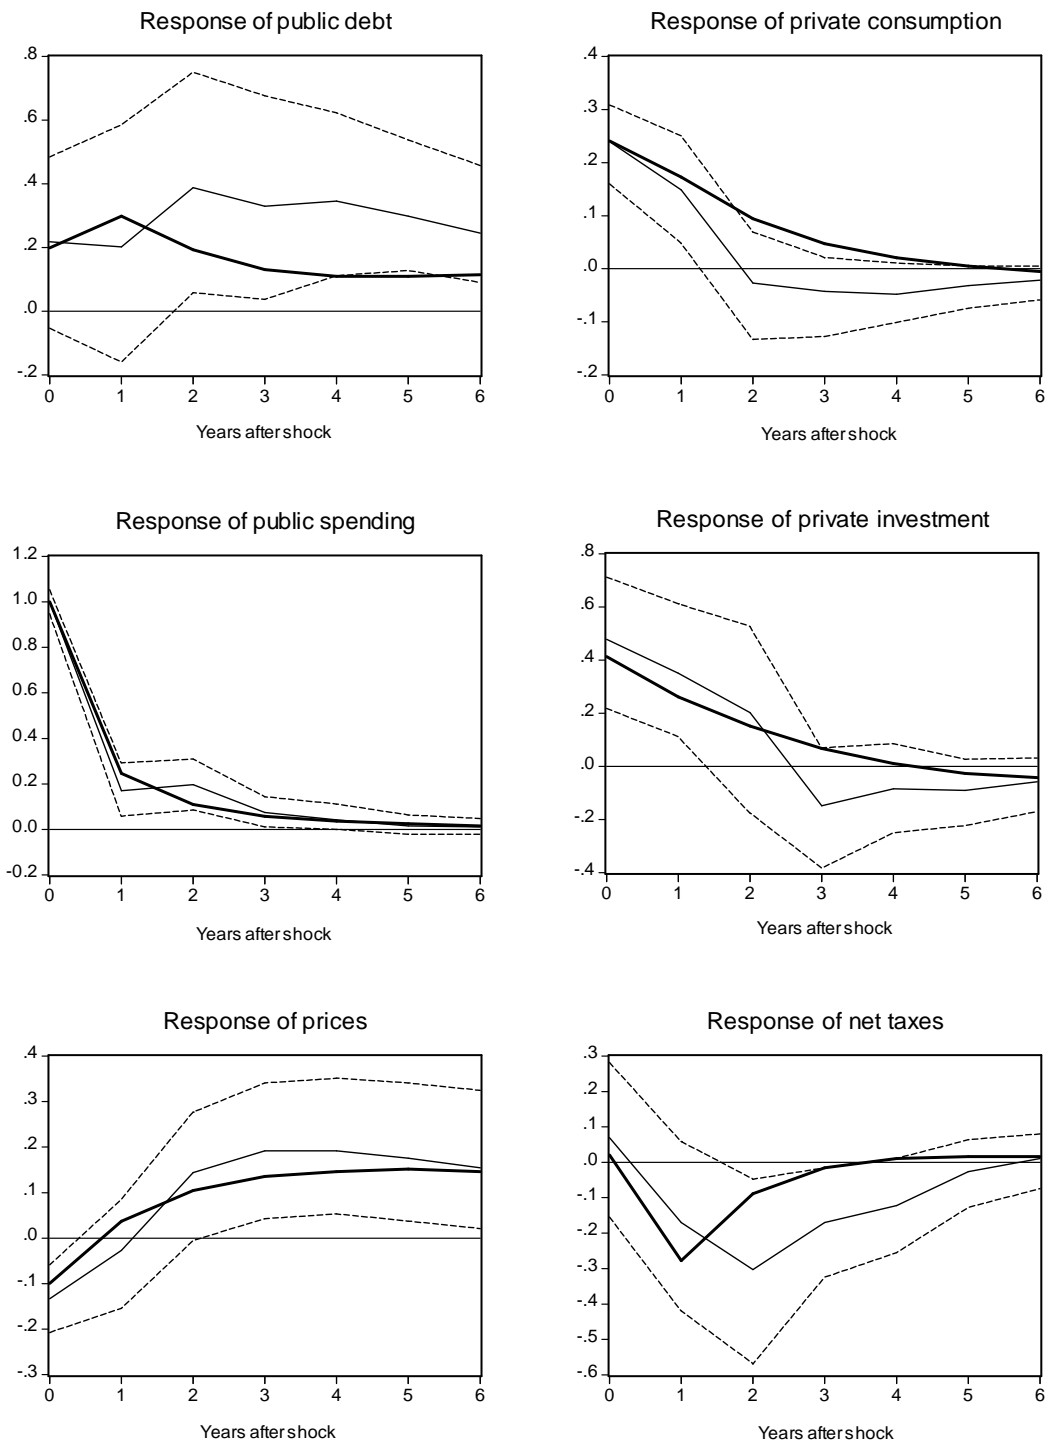 Response of public debt
.8
.6
.4
.2
.0
-.2
0 1 2 3 4 5 6
Years after shock
Response of private consumption
.4
.3
.2
.1
.0
-.1
-.2
0 1 2 3 4 5 6
Years after shock
Response of public spending
1.2
1.0
0.8
0.6
0.4
0.2
0.0
-0.2
0 1 2 3 4 5 6
Years after shock
Response of private investment
.8
.6
.4
.2
.0
-.2
-.4
0 1 2 3 4 5 6
Years after shock
Response of prices
.4
.3
.2
.1
.0
-.1
-.2
-.3
0 1 2 3 4 5 6
Years after shock
Response of net taxes
.3
.2
.1
.0
-.1
-.2
-.3
-.4
-.5
-.6
0 1 2 3 4 5 6
Years after shock